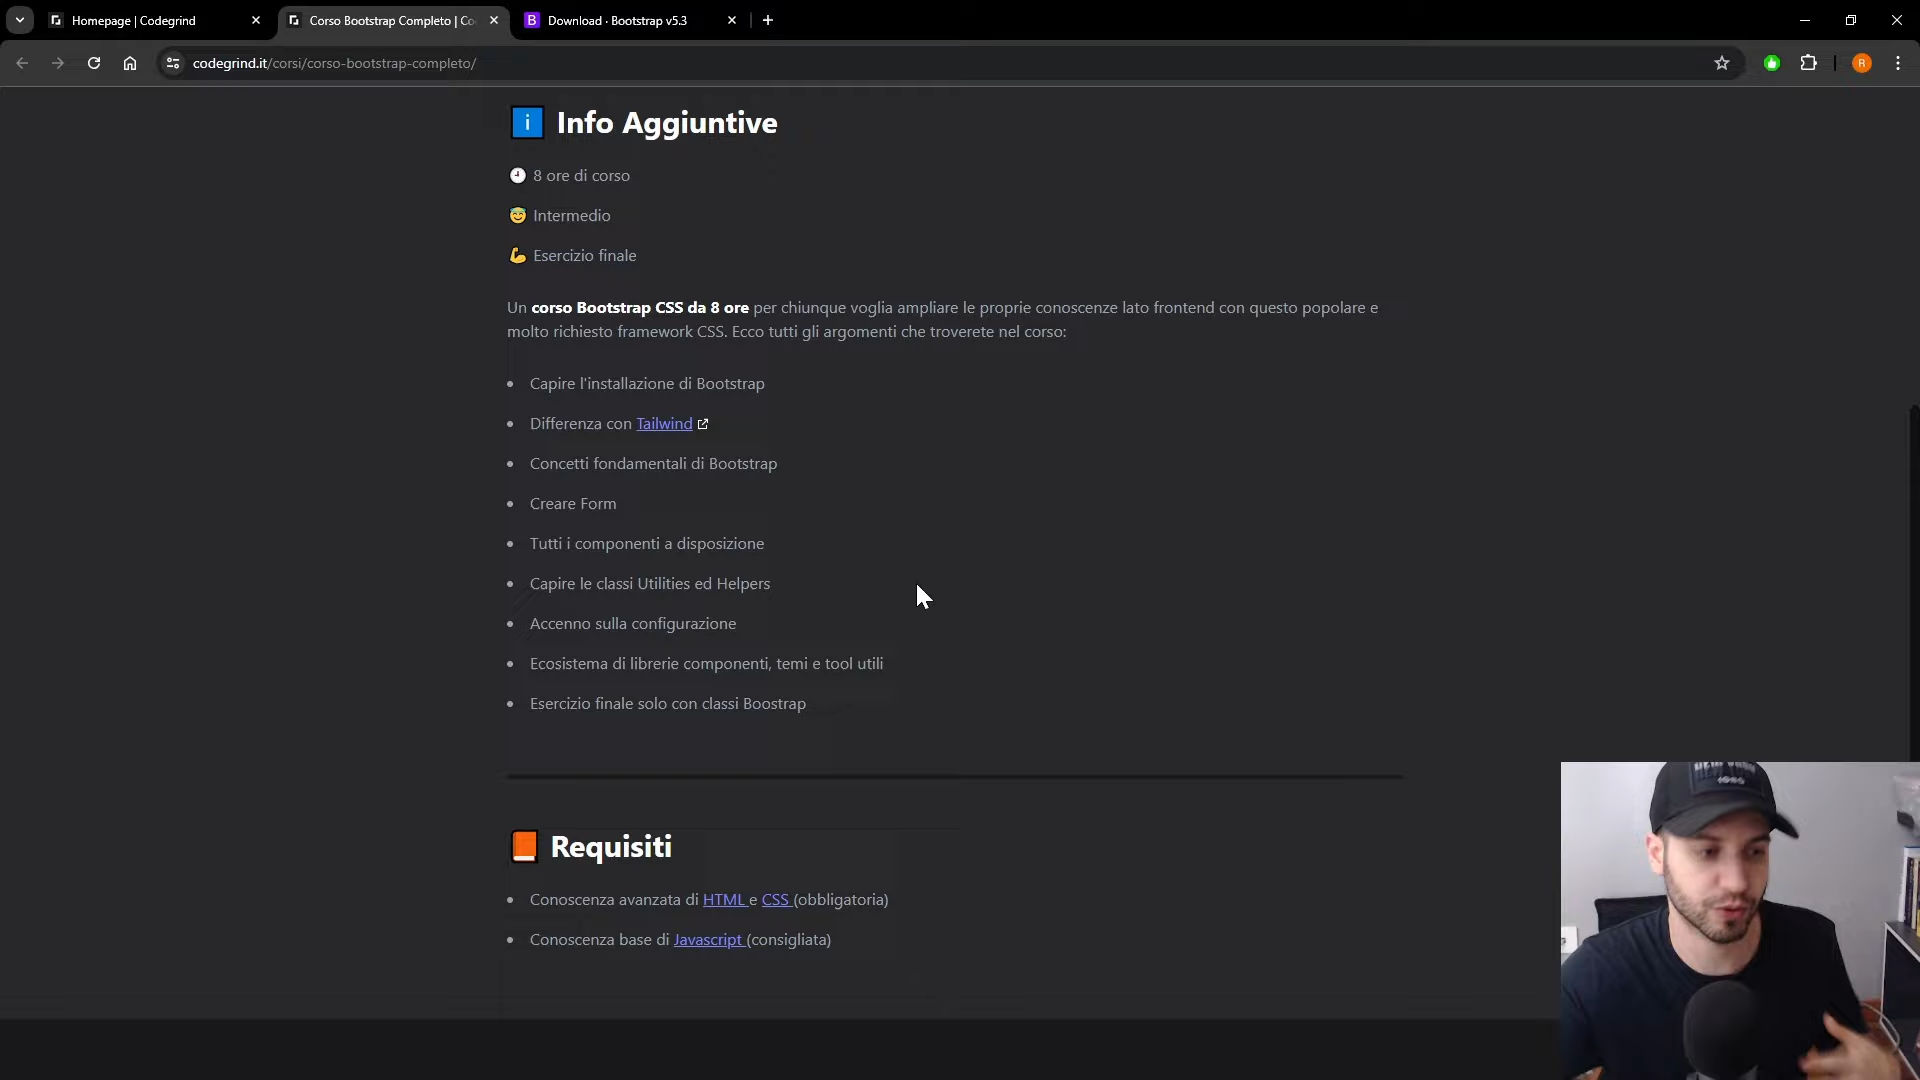 Homepage | Codegrind
Corso Bootstrap Completo | Co
B Download · Bootstrap v5.3
codegrind.it/corsi/corso-bootstrap-completo/
R
i Info Aggiuntive
8 ore di corso
Intermedio
Esercizio finale
Un corso Bootstrap CSS da 8 ore per chiunque voglia ampliare le proprie conoscenze lato frontend con questo popolare e
molto richiesto framework CSS. Ecco tutti gli argomenti che troverete nel corso:
• Capire l'installazione di Bootstrap
• Differenza con Tailwind
• Concetti fondamentali di Bootstrap
• Creare Form
• Tutti i componenti a disposizione
• Capire le classi Utilities ed Helpers
• Accenno sulla configurazione
• Ecosistema di librerie componenti, temi e tool utili
• Esercizio finale solo con classi Boostrap
Requisiti
• Conoscenza avanzata di HTML e CSS (obbligatoria)
• Conoscenza base di Javascript (consigliata)